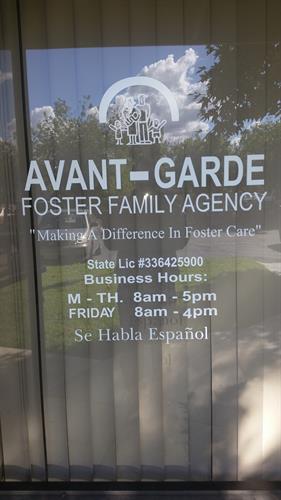 AVANT-GARDE
FOSTER FAMILY AGENCY
"Making A Difference In Foster Care"
State Lic #336425900
Business Hours:
M - TH. 8am - 5pm
FRIDAY 8am - 4pm
Se Habla Español